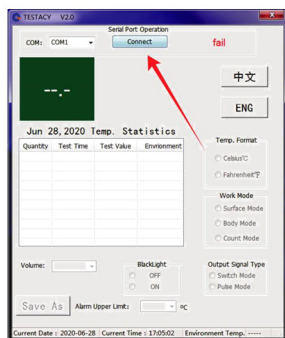 TESTACY V2.0
Serial Port Operation
COM: COM1 Connect fail
--.-
中文
ENG
Jun 28,2020 Temp. Statistics
Quantity Test Time Test Value Envrionment
Temp. Format
Celsius℃
Fahrenheit℉
Work Mode
Surface Mode
Body Mode
Count Mode
Volume:
BlackLight
OFF
ON
Output Signal Type
Switch Mode
Pulse Mode
Save As Alarm Upper Limit: ℃
Current Date : 2020-06-28 Current Time : 17:05:02 Environment Temp. -----